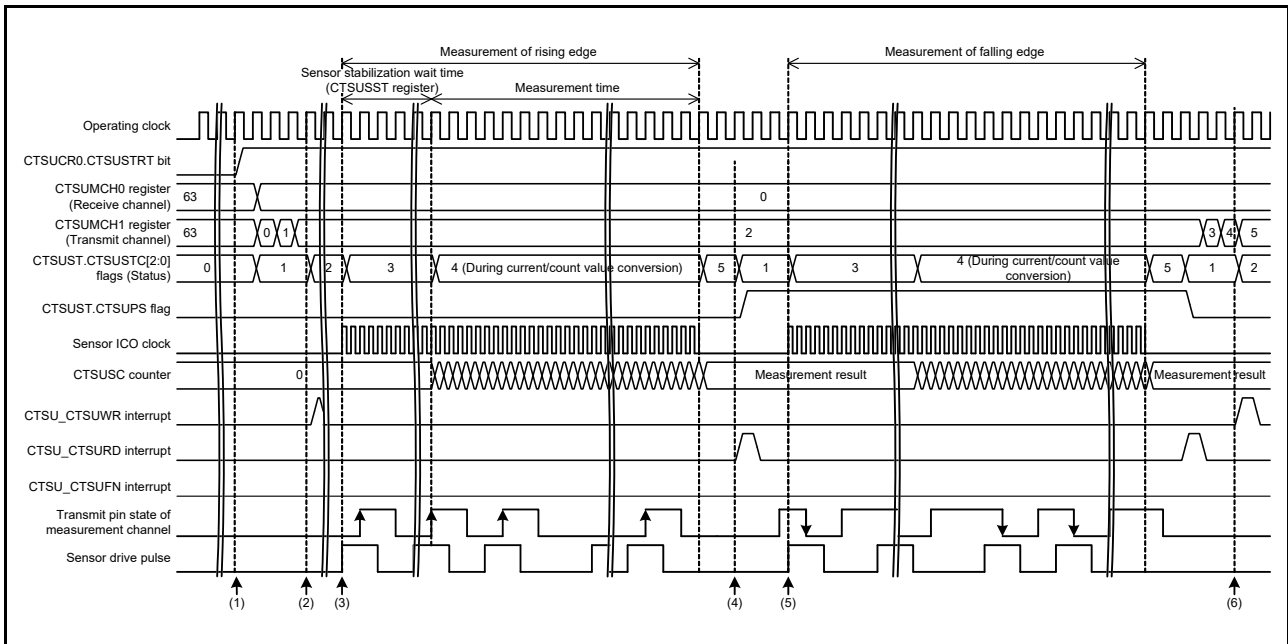 Measurement of rising edge
Measurement of falling edge
Sensor stabilization wait time
(CTSUSST register)
Measurement time
Operating clock
CTSUCR0.CTSUSTRT bit
CTSUMCH0 register
(Receive channel)
63
0
CTSUMCH1 register
(Transmit channel)
63
0
1
2
3
4
5
CTSUST.CTSUSTC[2:0]
flags (Status)
0
1
2
3
4 (During current/count value conversion)
5
1
3
4 (During current/count value
conversion)
5
1
2
CTSUST.CTSUPS flag
Sensor ICO clock
CTSUSC counter
0
Measurement result
Measurement result
CTSU_CTSUWR interrupt
CTSU_CTSURD interrupt
CTSU_CTSUFN interrupt
Transmit pin state of
measurement channel
Sensor drive pulse
(1)
(2)
(3)
(4)
(5)
(6)